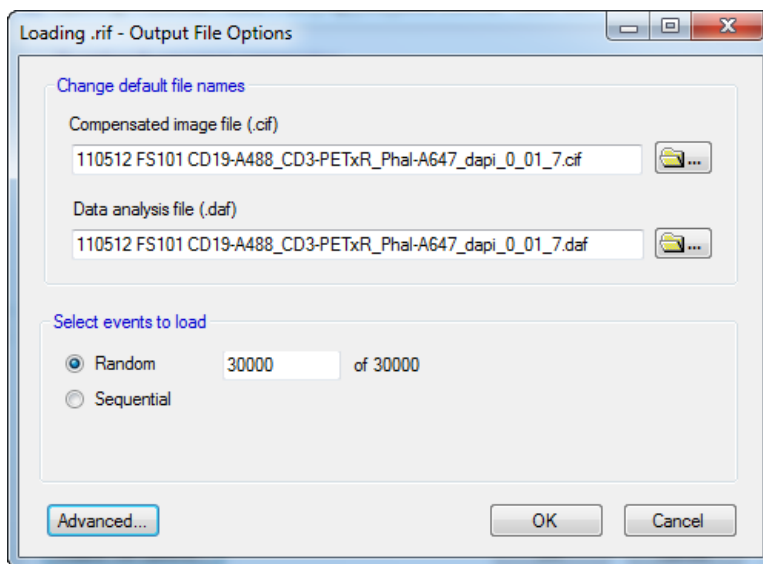 Loading .rif - Output File Options
Change default file names
Compensated image file (.cif)
110512 FS101 CD19-A488_CD3-PETxR_Phal-A647_dapi_0_01_7.cif
...
Data analysis file (.daf)
110512 FS101 CD19-A488_CD3-PETxR_Phal-A647_dapi_0_01_7.daf
...
Select events to load
Random 30000 of 30000
Sequential
Advanced... OK Cancel